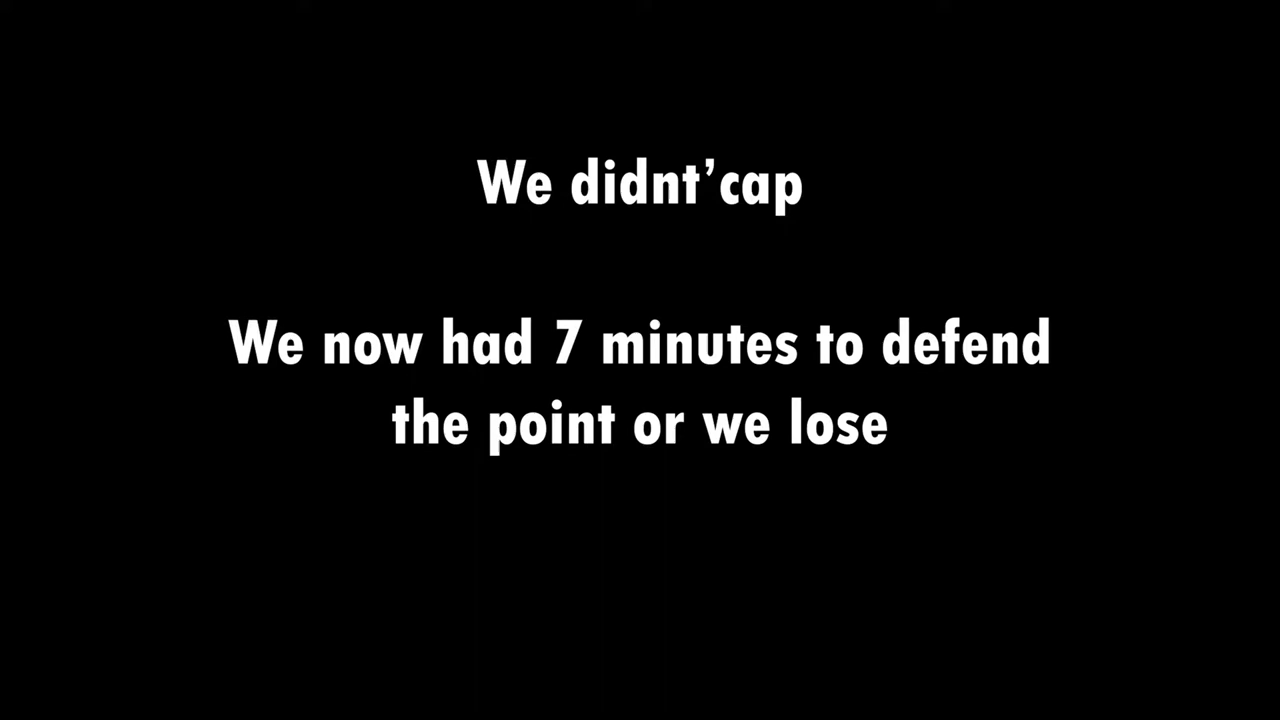 We didnt’cap
We now had 7 minutes to defend
the point or we lose